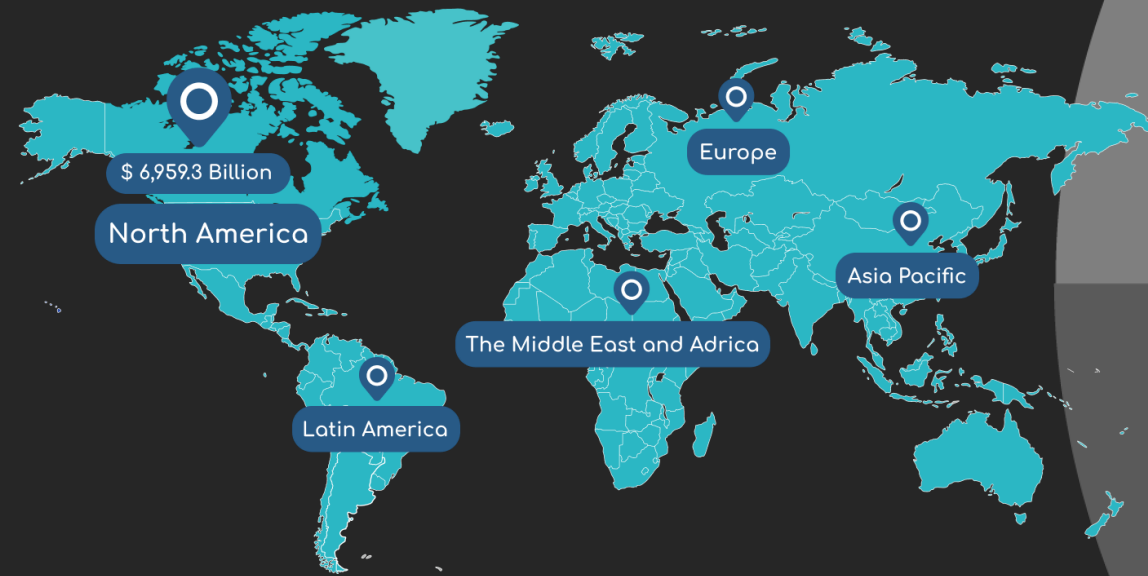 $ 6,959.3 Billion
North America
Europe
Asia Pacific
The Middle East and Adrica
Latin America